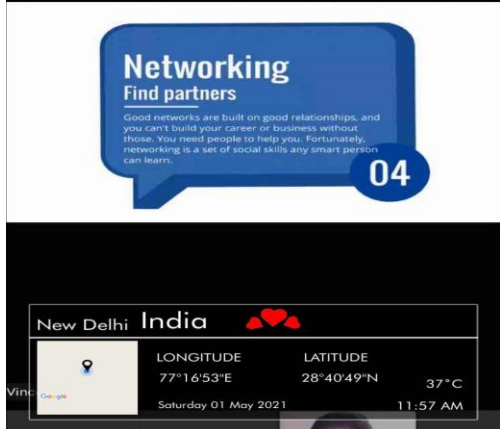 Networking
Find partners
Good networks are built on good relationships, and
you can't build your career or business without
those. You need people to help you. Fortunately,
networking is a set of social skills any smart person
can learn.
04
New Delhi India
LONGITUDE LATITUDE
77°16'53"E 28°40'49"N
37°C
Vinc
Google
Saturday 01 May 2021 11:57 AM